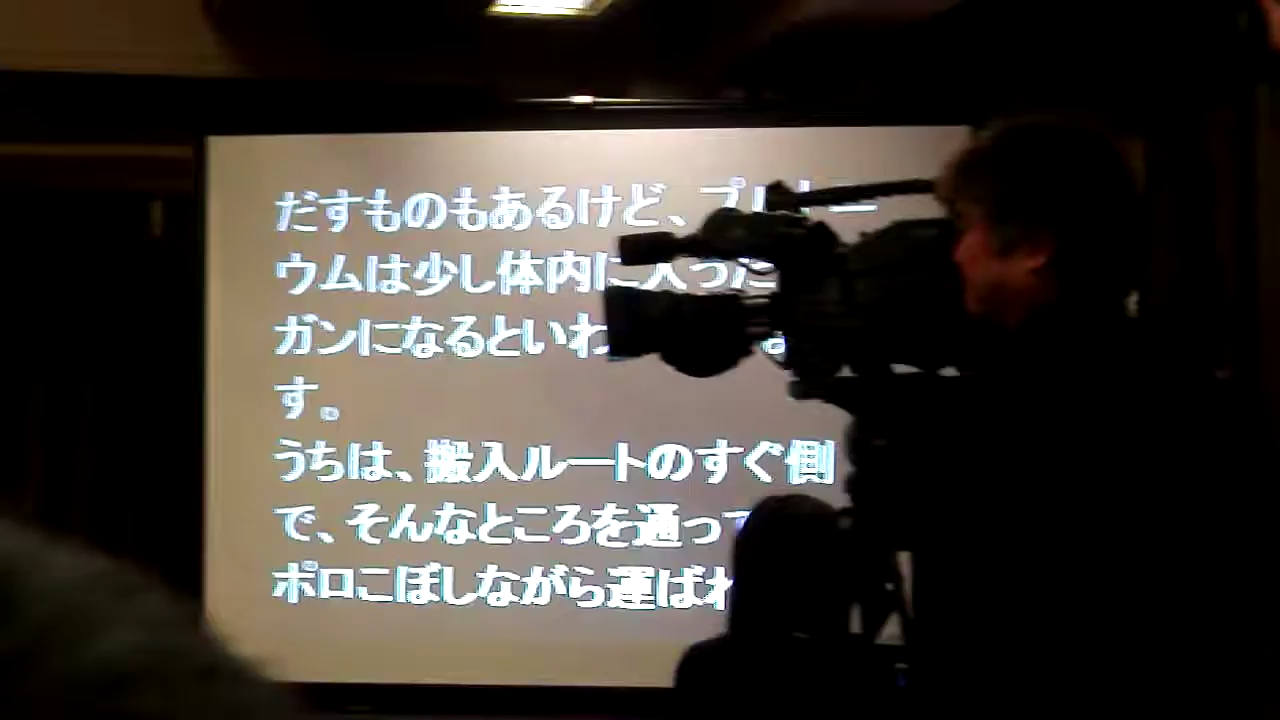 だすものもあるけど、プルトニ
ウムは少し体内に入った
ガンになるといわ
す。
うちは、搬入ルートのすぐ側
で、そんなところを通って
ポロこぼしながら運ばれ